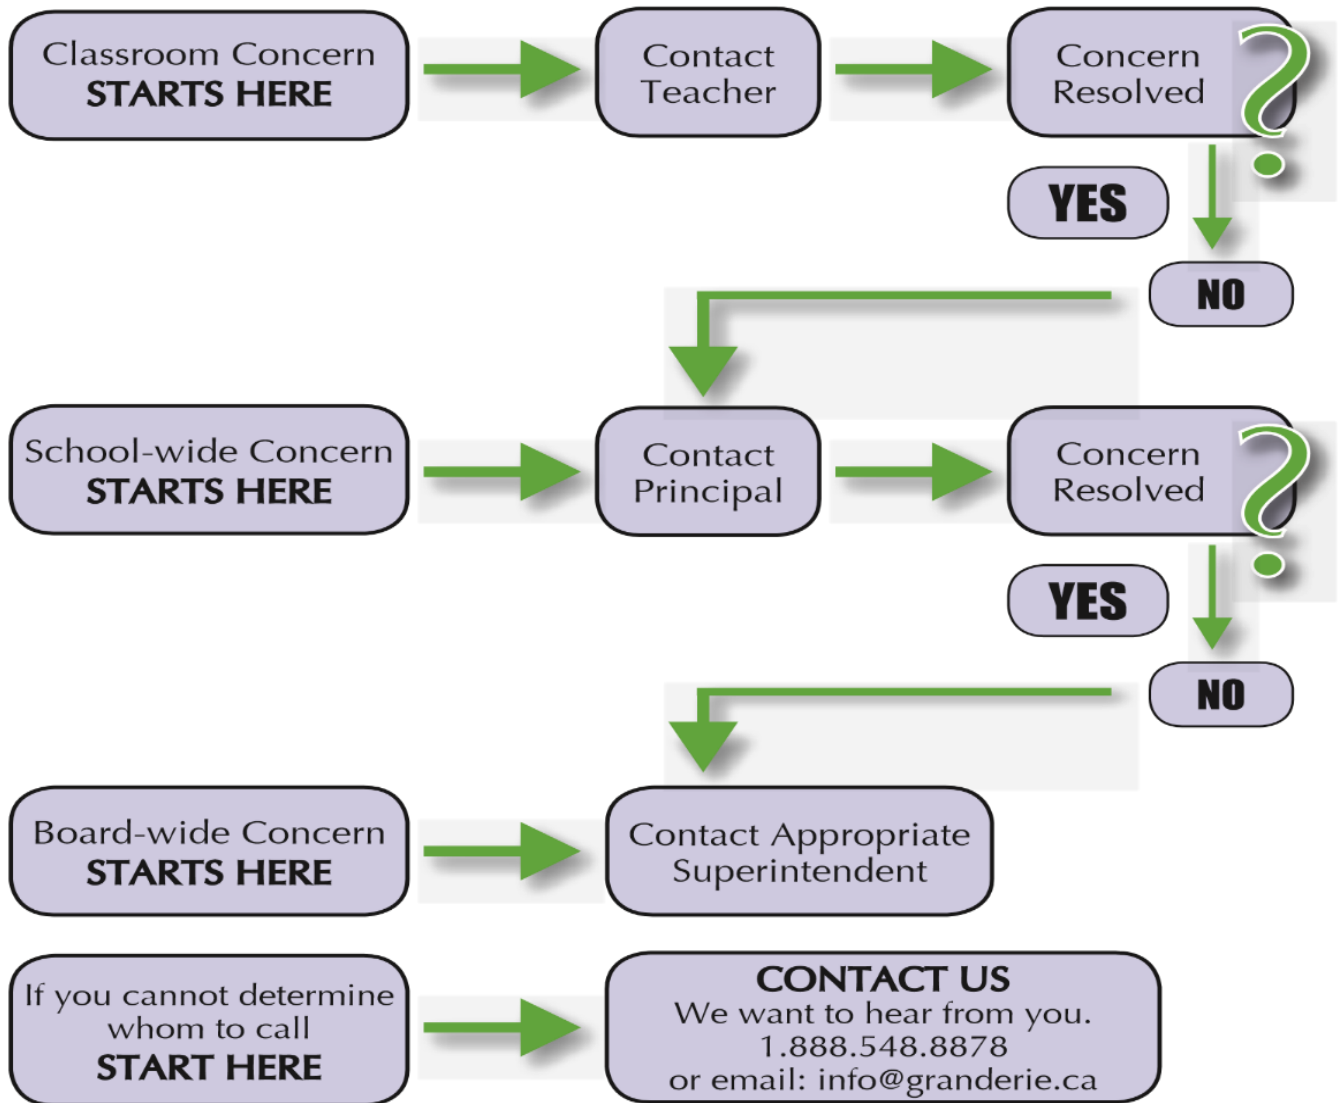 Classroom Concern
STARTS HERE
Contact
Teacher
Concern
Resolved
?
YES
NO
School-wide Concern
STARTS HERE
Contact
Principal
Concern
Resolved
?
YES
NO
Board-wide Concern
STARTS HERE
Contact Appropriate
Superintendent
If you cannot determine
whom to call
START HERE
CONTACT US
We want to hear from you.
1.888.548.8878
or email: info@granderie.ca